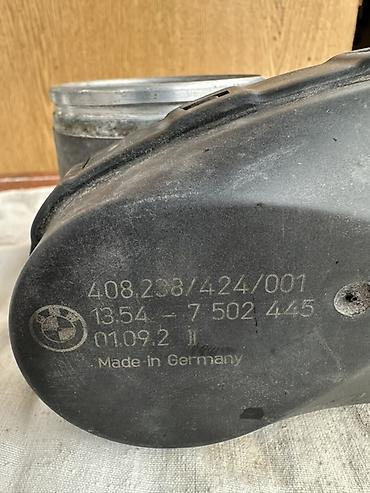 408.238/424/001
13.54 - 7 502 445
01.09.2 II
Made in Germany